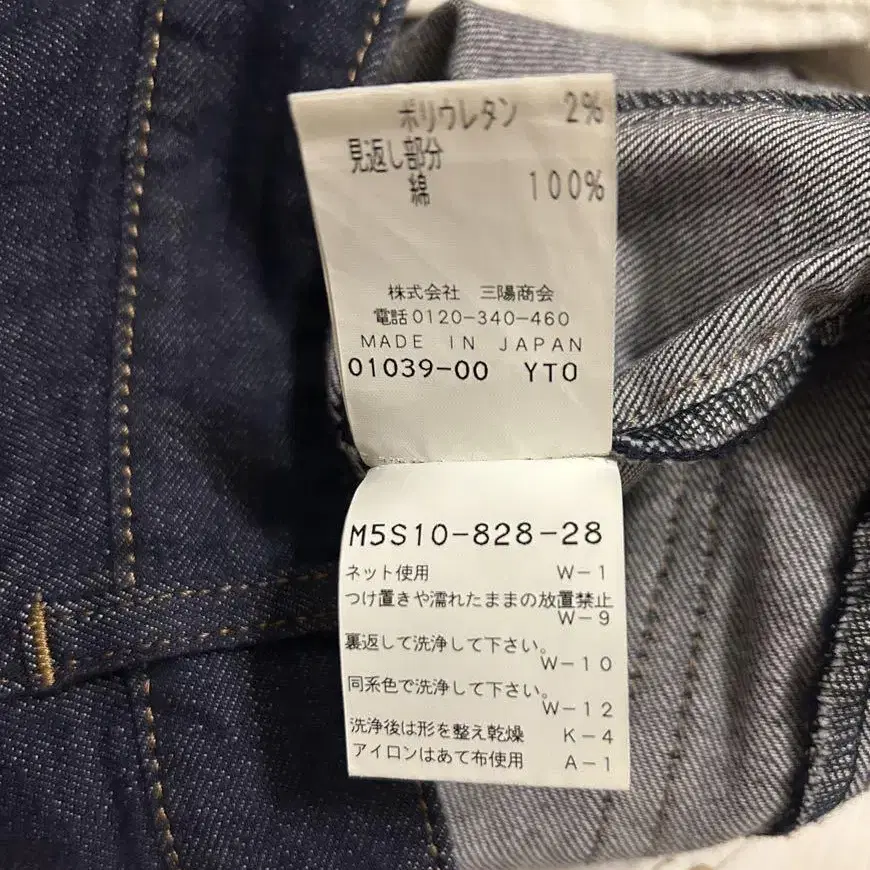 ポリウレタン 2%
見返し部分
綿 100%
株式会社 三陽商会
電話0120-340-460
MADE IN JAPAN
01039-00 YT0
M5S10-828-28
ネット使用 W-1
つけ置きや濡れたままの放置禁止
W-9
裏返して洗浄して下さい。
W-10
同系色で洗浄して下さい。
W-12
洗浄後は形を整え乾燥 K-4
アイロンはあて布使用 A-1